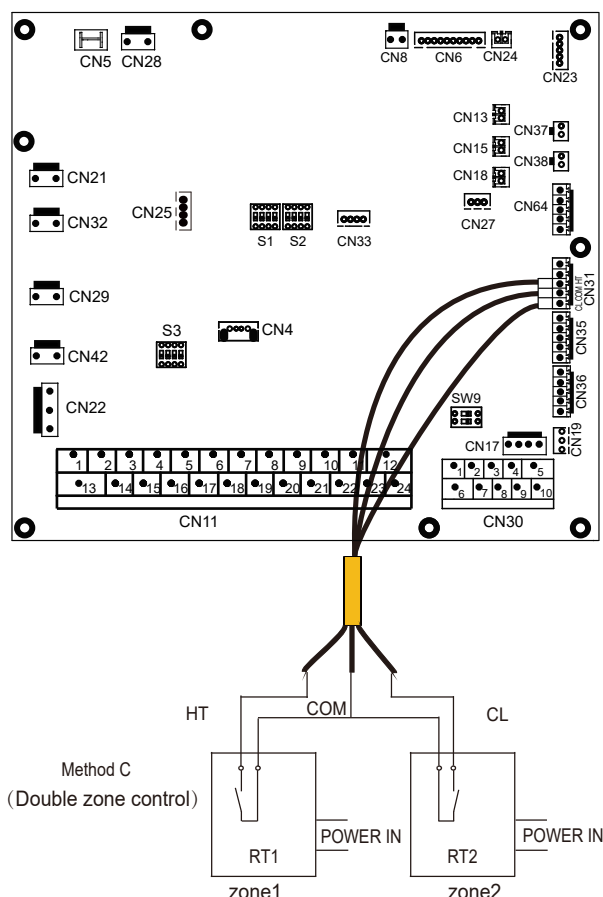 CN5
CN28
CN8
CN6
CN24
CN23
CN13
CN37
CN15
CN38
CN18
CN21
CN25
CN32
S1
S2
CN33
CN27
CN64
CL COM HT
CN31
CN29
S3
CN4
CN35
CN42
CN36
CN22
SW9
CN17
CN19
1 2 3 4 5 6 7 8 9 10 11 12
13 14 15 16 17 18 19 20 21 22 23 24
CN11
1 2 3 4 5
6 7 8 9 10
CN30
HT
COM
CL
Method C
(Double zone control)
POWER IN
POWER IN
RT1
RT2
zone1
zone2